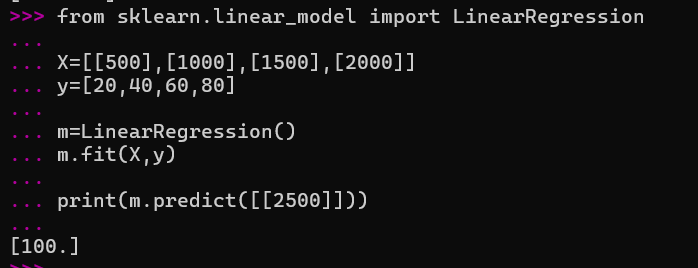 >>> from sklearn.linear_model import LinearRegression
...
... X=[[500],[1000],[1500],[2000]]
... y=[20,40,60,80]
...
... m=LinearRegression()
... m.fit(X,y)
...
... print(m.predict([[2500]]))
...
[100.]
>>>